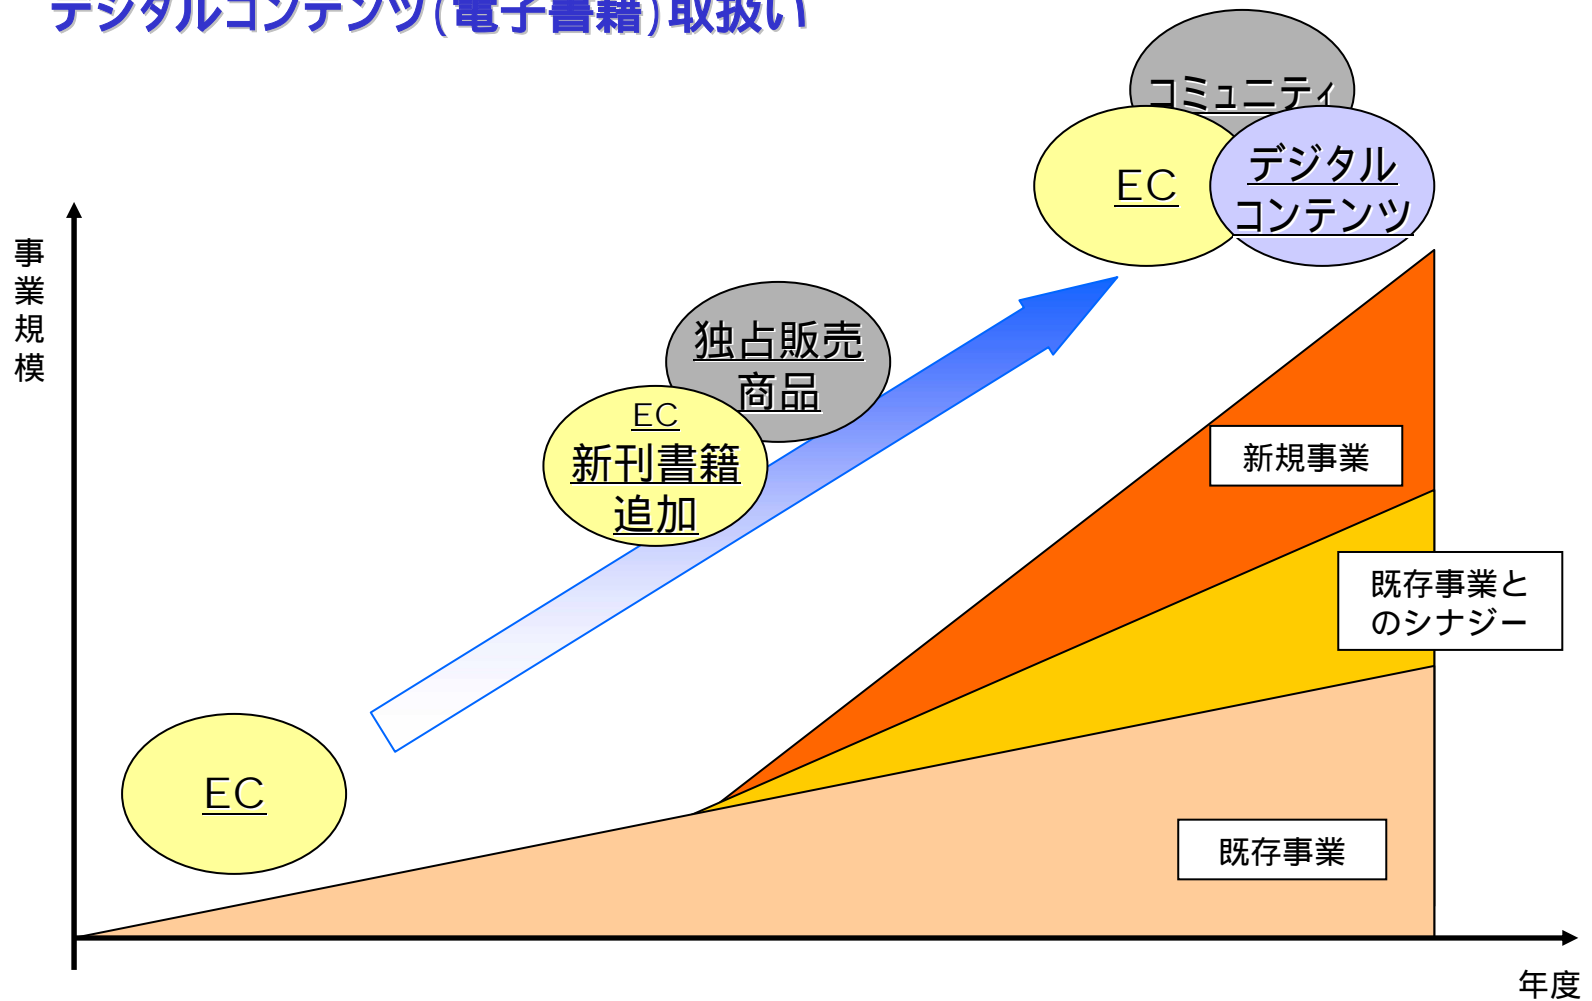 デジタルコンテンツ(電子書籍)取扱い
コミュニティ
EC
デジタル
コンテンツ
事業規模
独占販売
商品
EC
新刊書籍
追加
新規事業
既存事業と
のシナジー
EC
既存事業
年度